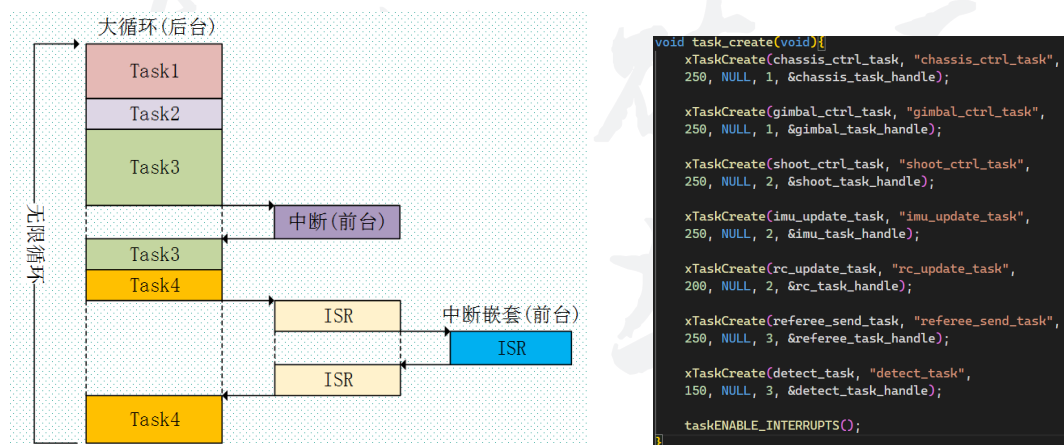 大循环(后台)
Task1
Task2
Task3
中断(前台)
无限循环
Task3
Task4
ISR
中断嵌套(前台)
ISR
ISR
Task4
void task_create(void){
xTaskCreate(chassis_ctrl_task, "chassis_ctrl_task",
250, NULL, 1, &chassis_task_handle);
xTaskCreate(gimbal_ctrl_task, "gimbal_ctrl_task",
250, NULL, 1, &gimbal_task_handle);
xTaskCreate(shoot_ctrl_task, "shoot_ctrl_task",
250, NULL, 2, &shoot_task_handle);
xTaskCreate(imu_update_task, "imu_update_task",
250, NULL, 2, &imu_task_handle);
xTaskCreate(rc_update_task, "rc_update_task",
200, NULL, 2, &rc_task_handle);
xTaskCreate(referee_send_task, "referee_send_task",
250, NULL, 3, &referee_task_handle);
xTaskCreate(detect_task, "detect_task",
150, NULL, 3, &detect_task_handle);
taskENABLE_INTERRUPTS();
}